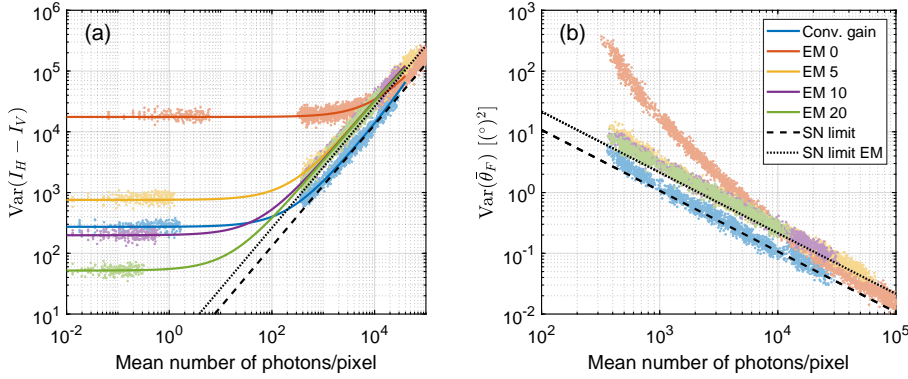 (a)
Var(I_H − I_V)
10^6
10^5
10^4
10^3
10^2
10^1
10^-2
10^0
10^2
10^4
Mean number of photons/pixel
(b)
Var(θ̄_F) [(°)^2]
10^3
10^2
10^1
10^0
10^-1
10^-2
10^2
10^3
10^4
10^5
Mean number of photons/pixel
Conv. gain
EM 0
EM 5
EM 10
EM 20
SN limit
SN limit EM